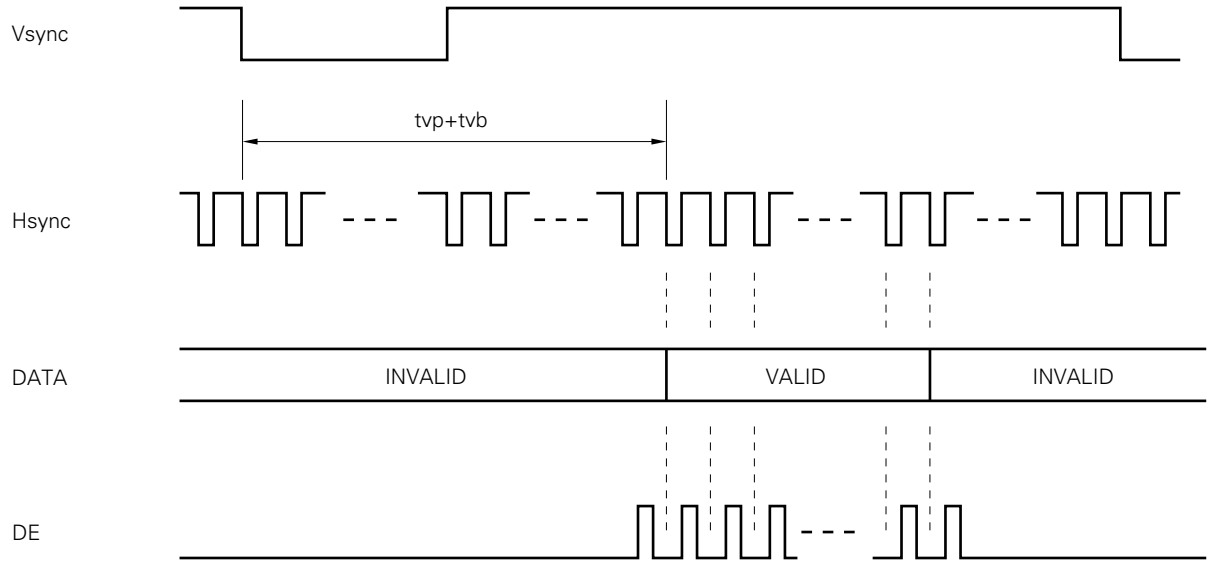 Vsync
tvp+tvb
Hsync
DATA
INVALID
VALID
INVALID
DE